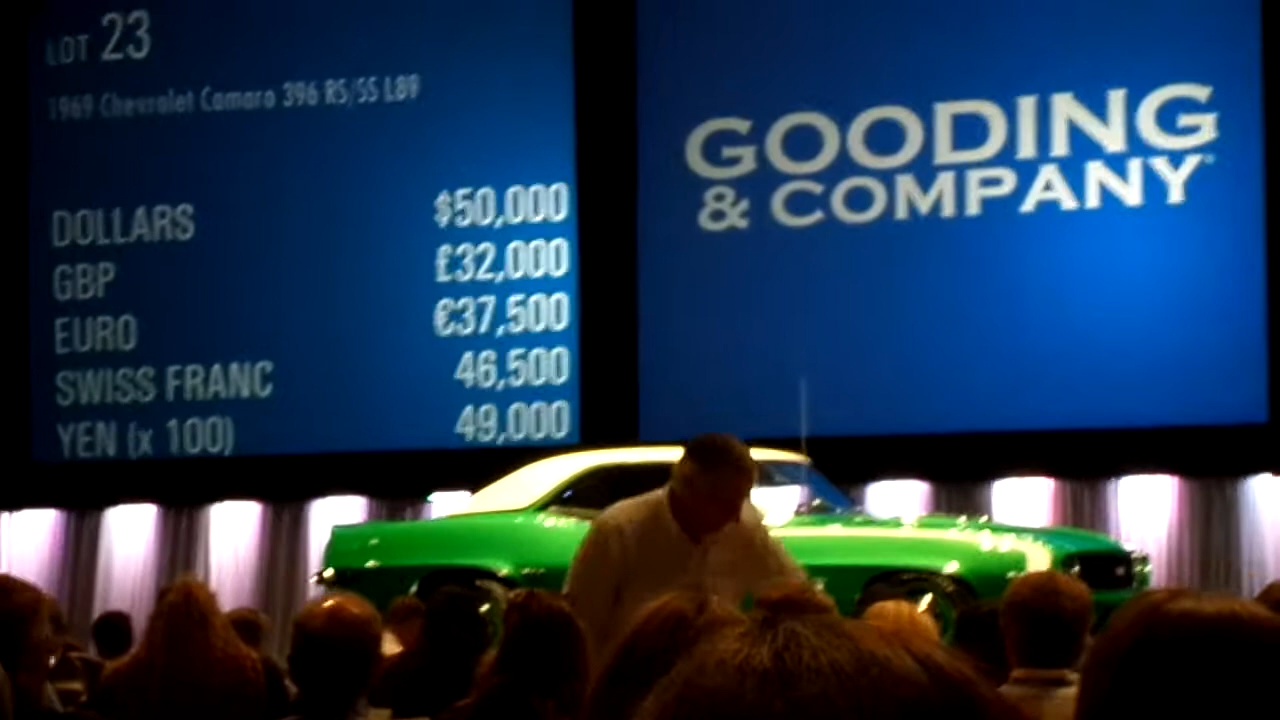 LOT 23
1969 Chevrolet Camaro 396 RS/SS L89
DOLLARS $50,000
GBP £32,000
EURO €37,500
SWISS FRANC 46,500
YEN (x 100) 49,000
GOODING
& COMPANY